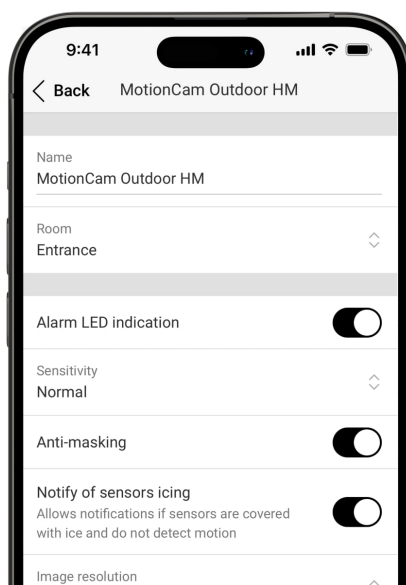 9:41
Back MotionCam Outdoor HM
Name
MotionCam Outdoor HM
Room
Entrance
Alarm LED indication
Sensitivity
Normal
Anti-masking
Notify of sensors icing
Allows notifications if sensors are covered
with ice and do not detect motion
Image resolution